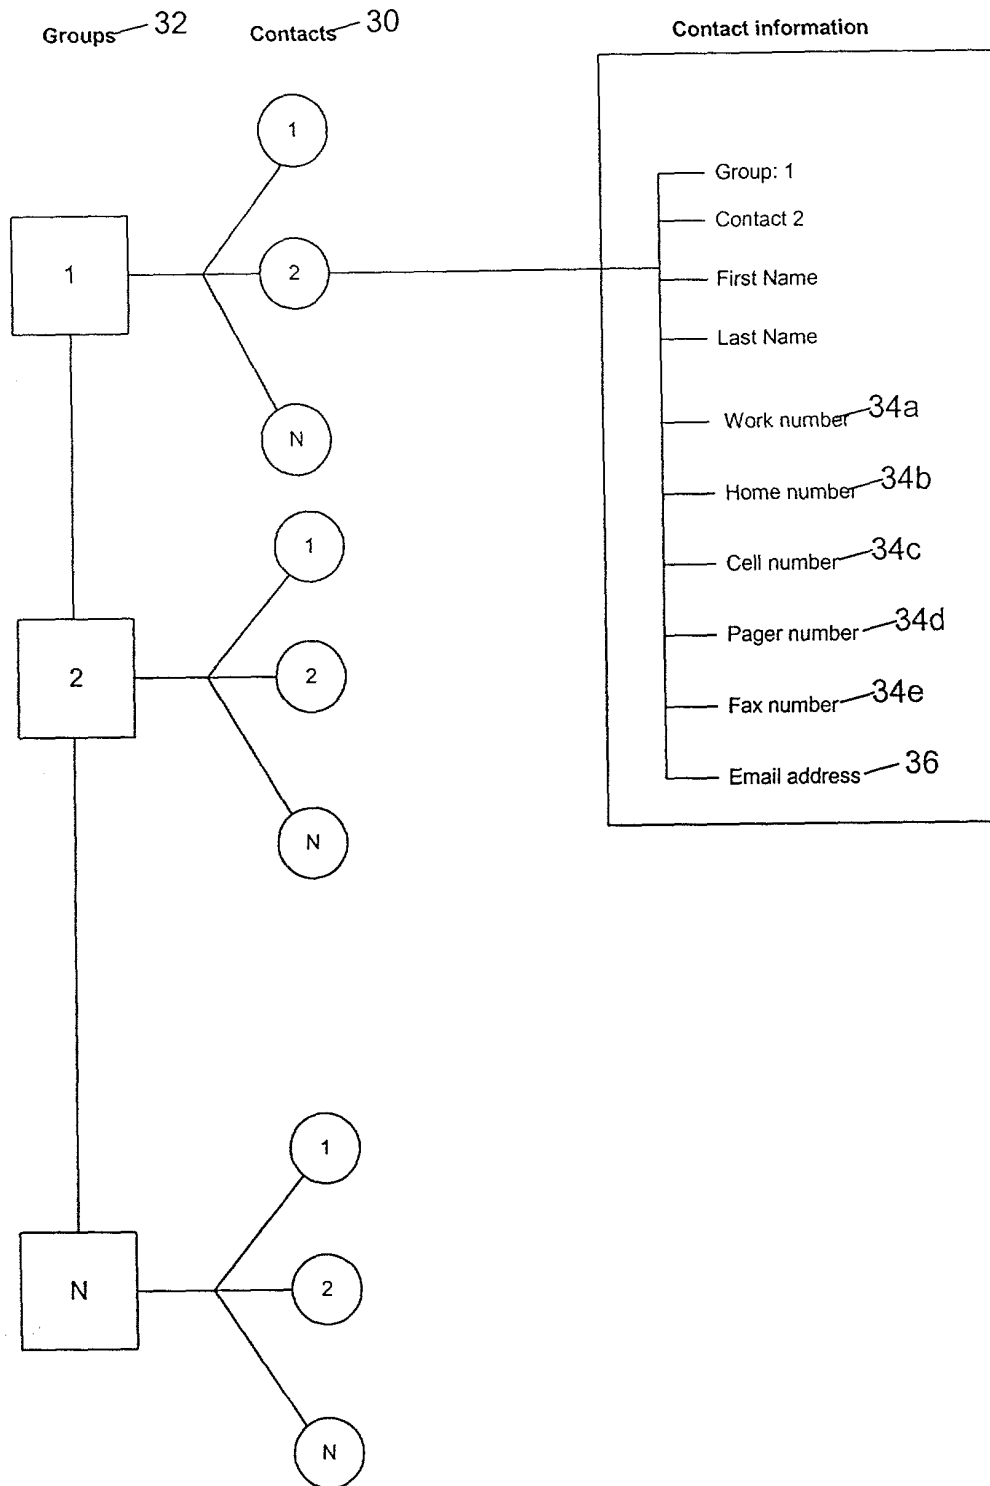 Groups 32
Contacts 30
Contact information
1
1
2
N
Group: 1
Contact 2
First Name
Last Name
Work number 34a
Home number 34b
Cell number 34c
Pager number 34d
Fax number 34e
Email address 36
2
1
2
N
N
1
2
N